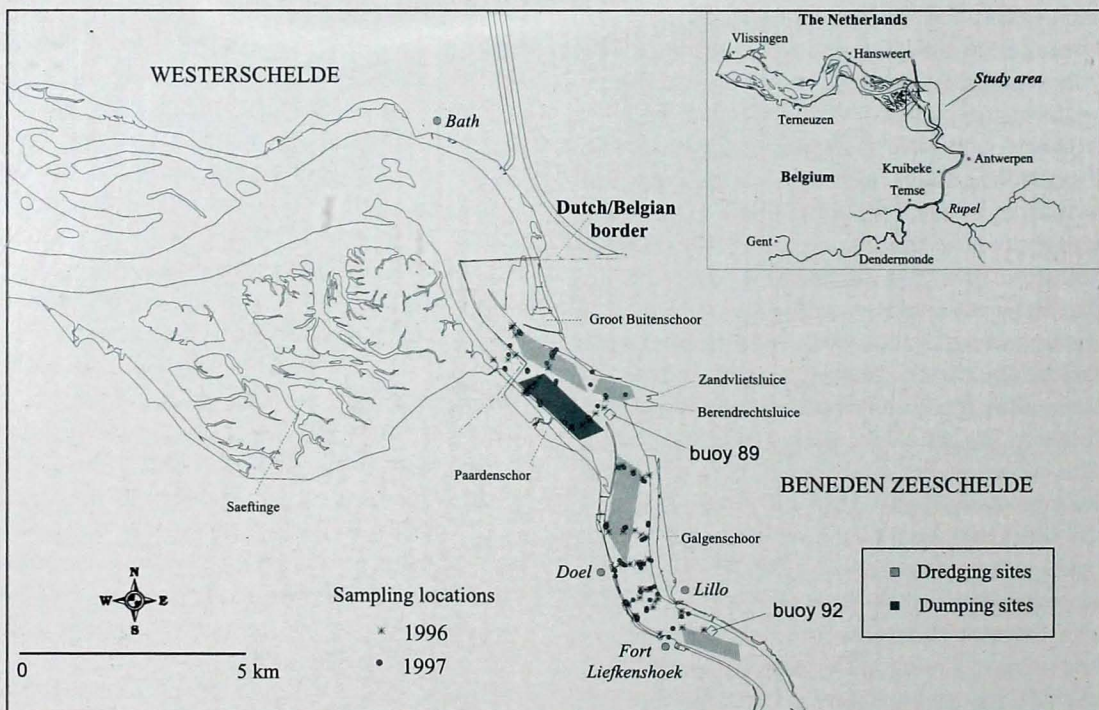 WESTERSCHELDE
Bath
The Netherlands
Vlissingen
Hansweert
Study area
Terneuzen
Antwerpen
Kruibeke
Belgium
Temse
Rupel
Gent
Dendermonde
Dutch/Belgian
border
Groot Buitenschoor
Zandvlietsluice
Berendrechtsluice
buoy 89
Paardenschor
Saeftinge
BENEDEN ZEESCHELDE
Galgenschoor
Doel
Lillo
buoy 92
Fort
Liefkenshoek
Dredging sites
Dumping sites
N
W E
S
Sampling locations
1996
1997
0 5 km